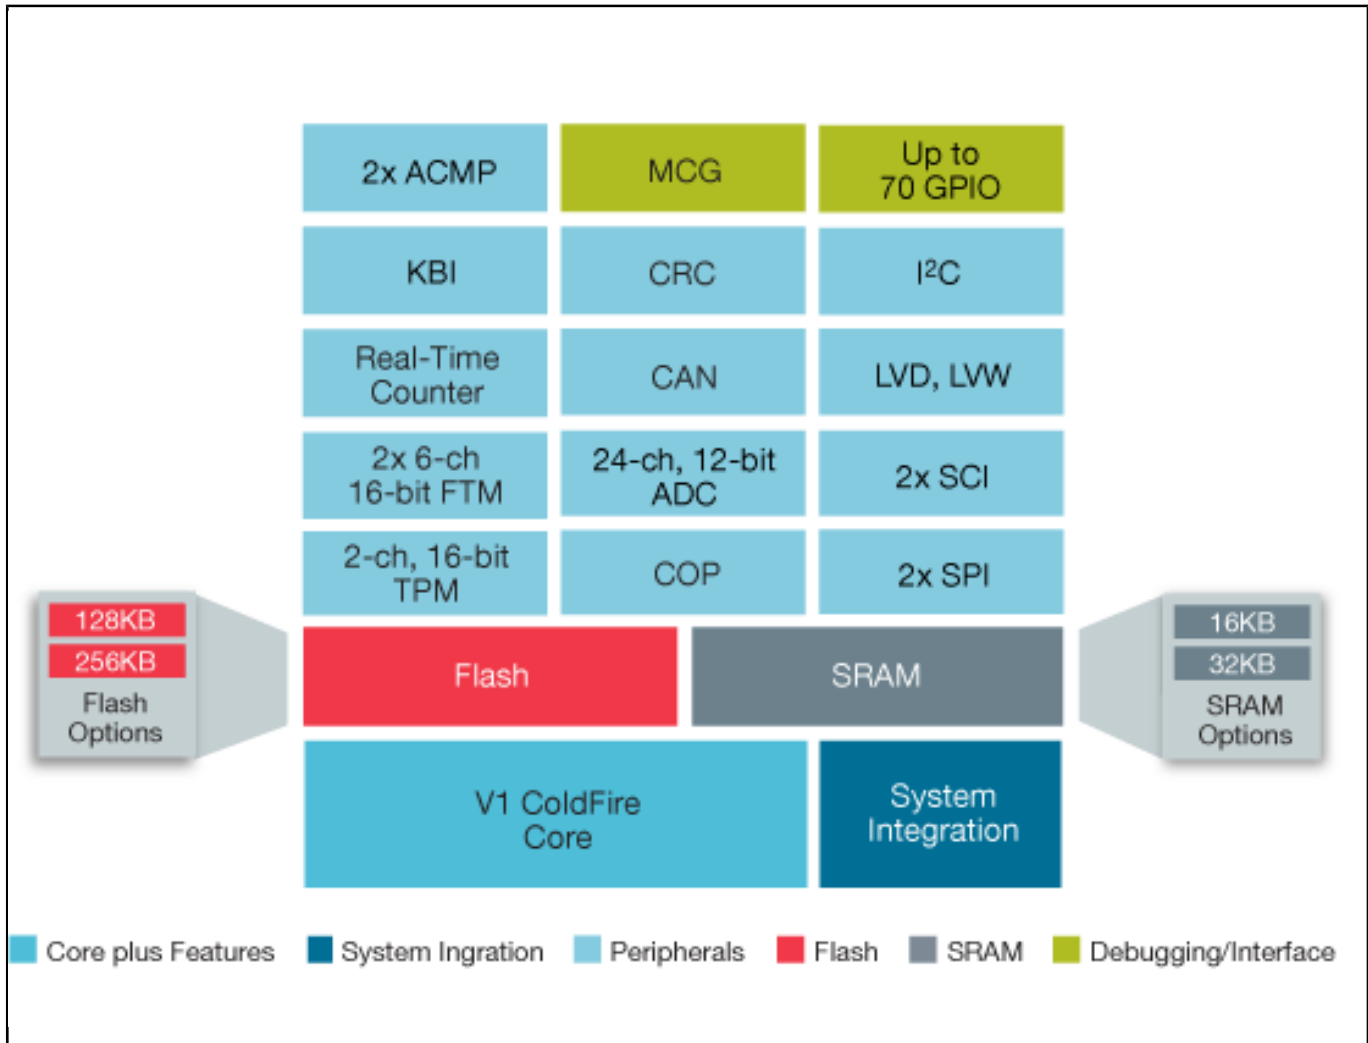 2x ACMP
MCG
Up to
70 GPIO
KBI
CRC
I²C
Real-Time
Counter
CAN
LVD, LVW
2x 6-ch
16-bit FTM
24-ch, 12-bit
ADC
2x SCI
2-ch, 16-bit
TPM
COP
2x SPI
128KB
256KB
Flash
Options
Flash
SRAM
16KB
32KB
SRAM
Options
V1 ColdFire
Core
System
Integration
Core plus Features
System Ingration
Peripherals
Flash
SRAM
Debugging/Interface